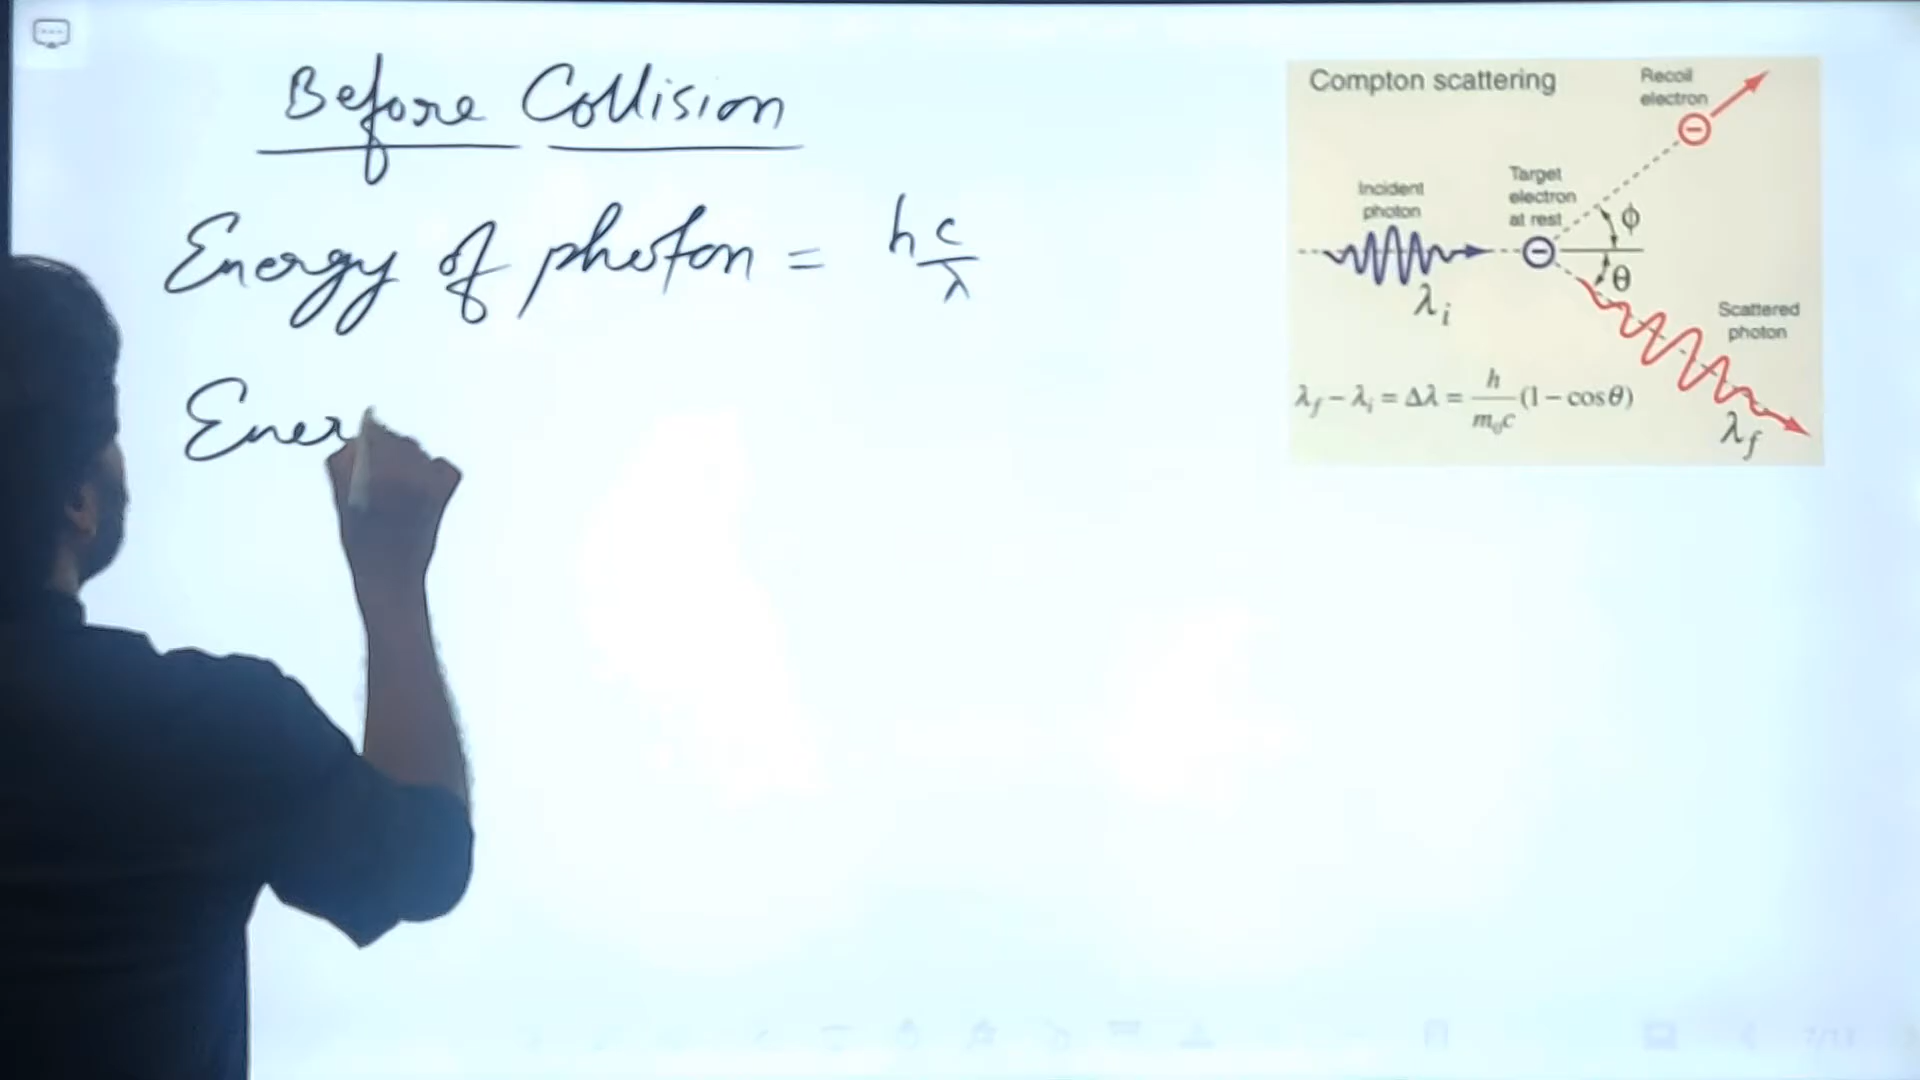 Before Collision
Energy of photon = hc/λ
Ener
Compton scattering
Recoil
electron
Target
electron
at rest
Incident
photon
ϕ
θ
λi
Scattered
photon
λf − λi = Δλ = h/m₀c (1 − cosθ)
λf